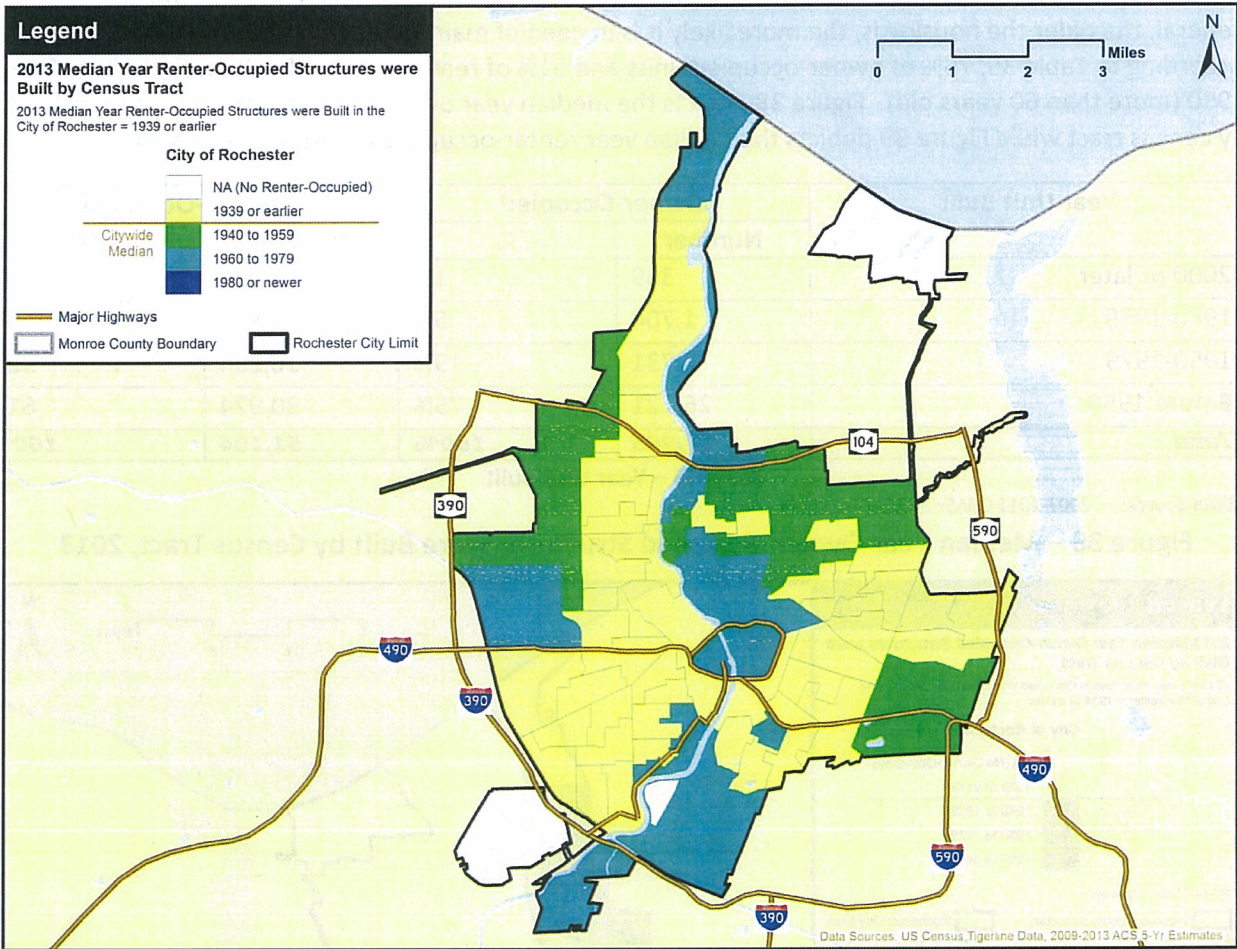 Legend
2013 Median Year Renter-Occupied Structures were
Built by Census Tract
2013 Median Year Renter-Occupied Structures were Built in the
City of Rochester = 1939 or earlier
City of Rochester
NA (No Renter-Occupied)
1939 or earlier
Citywide
Median
1940 to 1959
1960 to 1979
1980 or newer
Major Highways
Monroe County Boundary
Rochester City Limit
N
Miles
0 1 2 3
104
390
590
490
390
490
590
390
Data Sources: US Census,Tigerline Data, 2009-2013 ACS 5-Yr Estimates